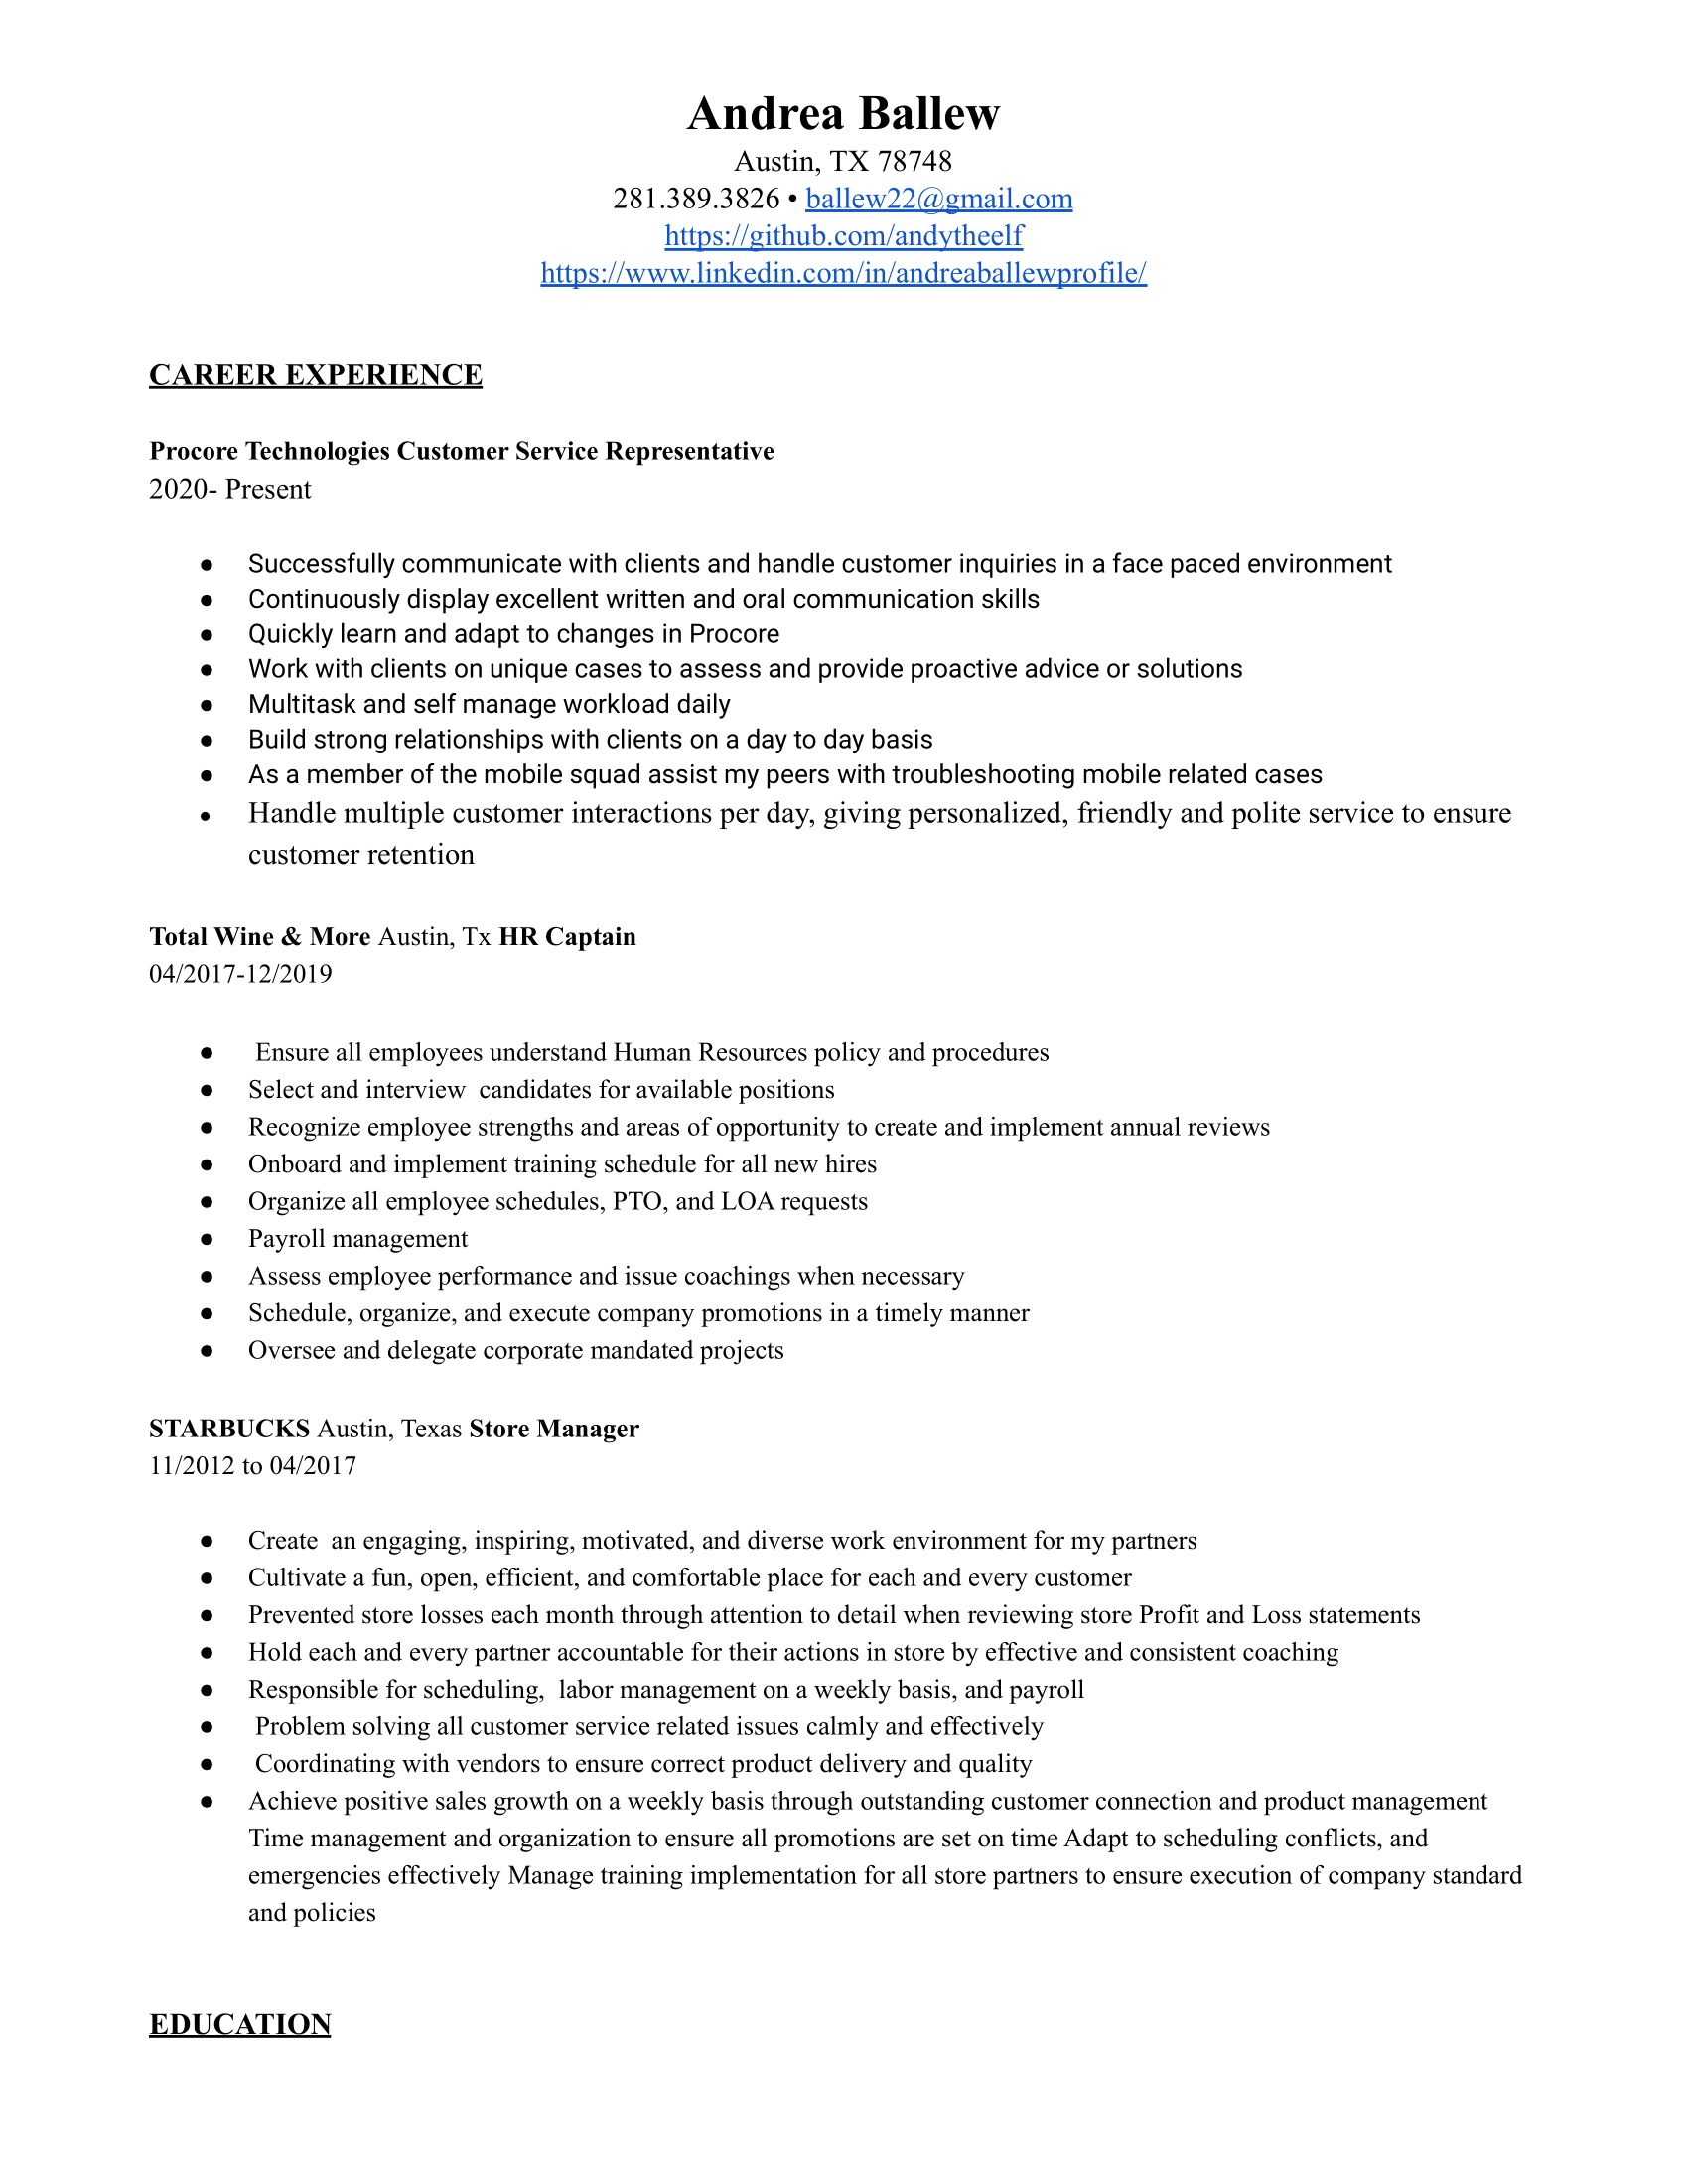 Andrea Ballew
Austin, TX 78748
281.389.3826 • ballew22@gmail.com
https://github.com/andytheelf
https://www.linkedin.com/in/andreaballewprofile/
CAREER EXPERIENCE
Procore Technologies Customer Service Representative
2020- Present
● Successfully communicate with clients and handle customer inquiries in a face paced environment
● Continuously display excellent written and oral communication skills
● Quickly learn and adapt to changes in Procore
● Work with clients on unique cases to assess and provide proactive advice or solutions
● Multitask and self manage workload daily
● Build strong relationships with clients on a day to day basis
● As a member of the mobile squad assist my peers with troubleshooting mobile related cases
● Handle multiple customer interactions per day, giving personalized, friendly and polite service to ensure
customer retention
Total Wine & More Austin, Tx HR Captain
04/2017-12/2019
● Ensure all employees understand Human Resources policy and procedures
● Select and interview  candidates for available positions
● Recognize employee strengths and areas of opportunity to create and implement annual reviews
● Onboard and implement training schedule for all new hires
● Organize all employee schedules, PTO, and LOA requests
● Payroll management
● Assess employee performance and issue coachings when necessary
● Schedule, organize, and execute company promotions in a timely manner
● Oversee and delegate corporate mandated projects
STARBUCKS Austin, Texas Store Manager
11/2012 to 04/2017
● Create  an engaging, inspiring, motivated, and diverse work environment for my partners
● Cultivate a fun, open, efficient, and comfortable place for each and every customer
● Prevented store losses each month through attention to detail when reviewing store Profit and Loss statements
● Hold each and every partner accountable for their actions in store by effective and consistent coaching
● Responsible for scheduling,  labor management on a weekly basis, and payroll
● Problem solving all customer service related issues calmly and effectively
● Coordinating with vendors to ensure correct product delivery and quality
● Achieve positive sales growth on a weekly basis through outstanding customer connection and product management
Time management and organization to ensure all promotions are set on time Adapt to scheduling conflicts, and
emergencies effectively Manage training implementation for all store partners to ensure execution of company standard
and policies
EDUCATION